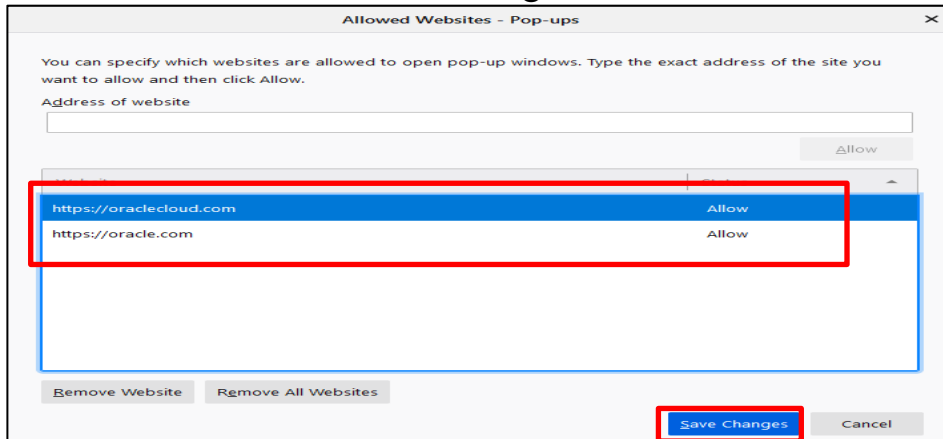 Allowed Websites - Pop-ups
You can specify which websites are allowed to open pop-up windows. Type the exact address of the site you
want to allow and then click Allow.
Address of website
Allow
https://oraclecloud.com Allow
https://oracle.com Allow
Remove Website Remove All Websites
Save Changes Cancel